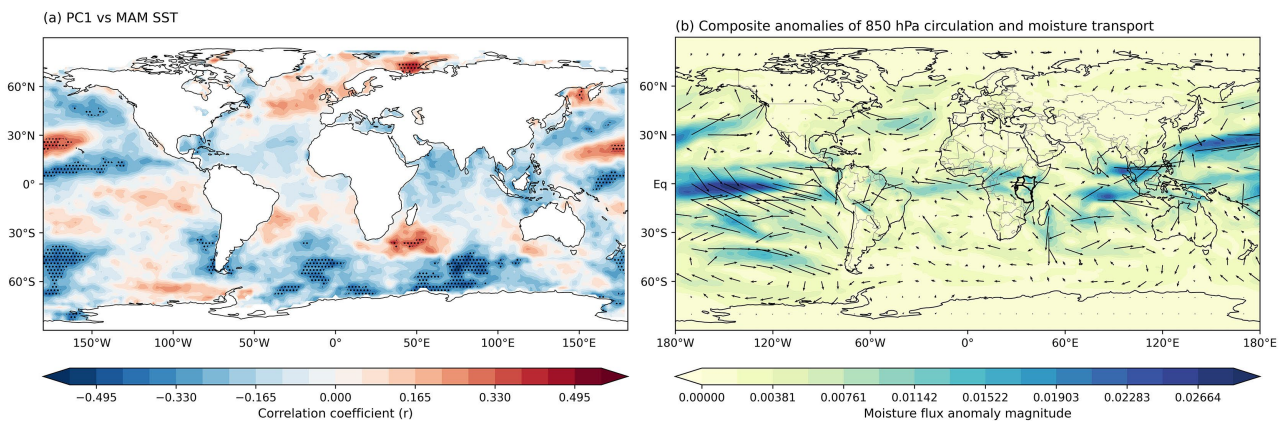 (a) PC1 vs MAM SST
60°N
30°N
0°
30°S
60°S
150°W 100°W 50°W 0° 50°E 100°E 150°E
−0.495 −0.330 −0.165 0.000 0.165 0.330 0.495
Correlation coefficient (r)
(b) Composite anomalies of 850 hPa circulation and moisture transport
60°N
30°N
Eq
30°S
60°S
180°W 120°W 60°W 0° 60°E 120°E 180°E
0.00000 0.00381 0.00761 0.01142 0.01522 0.01903 0.02283 0.02664
Moisture flux anomaly magnitude